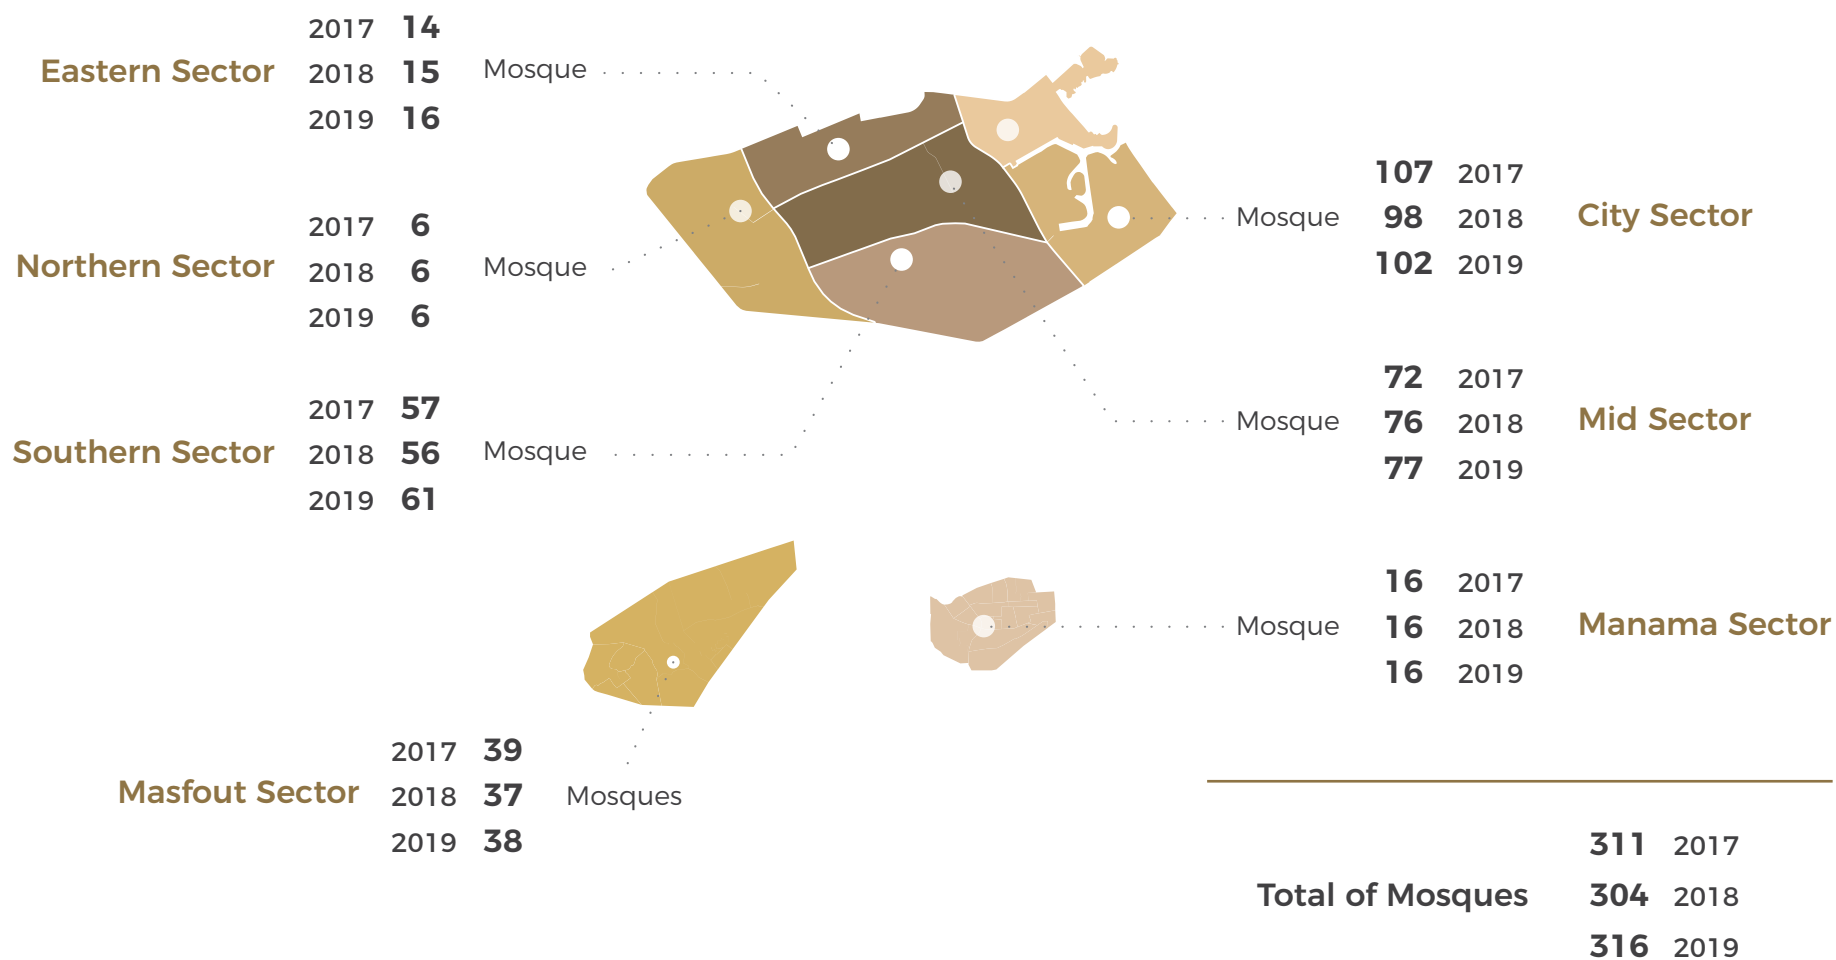 2017 14
Eastern Sector 2018 15 Mosque
2019 16
2017 6
Northern Sector 2018 6 Mosque
2019 6
2017 57
Southern Sector 2018 56 Mosque
2019 61
2017 39
Masfout Sector 2018 37 Mosques
2019 38
107 2017
Mosque 98 2018 City Sector
102 2019
72 2017
Mosque 76 2018 Mid Sector
77 2019
16 2017
Mosque 16 2018 Manama Sector
16 2019
311 2017
Total of Mosques 304 2018
316 2019